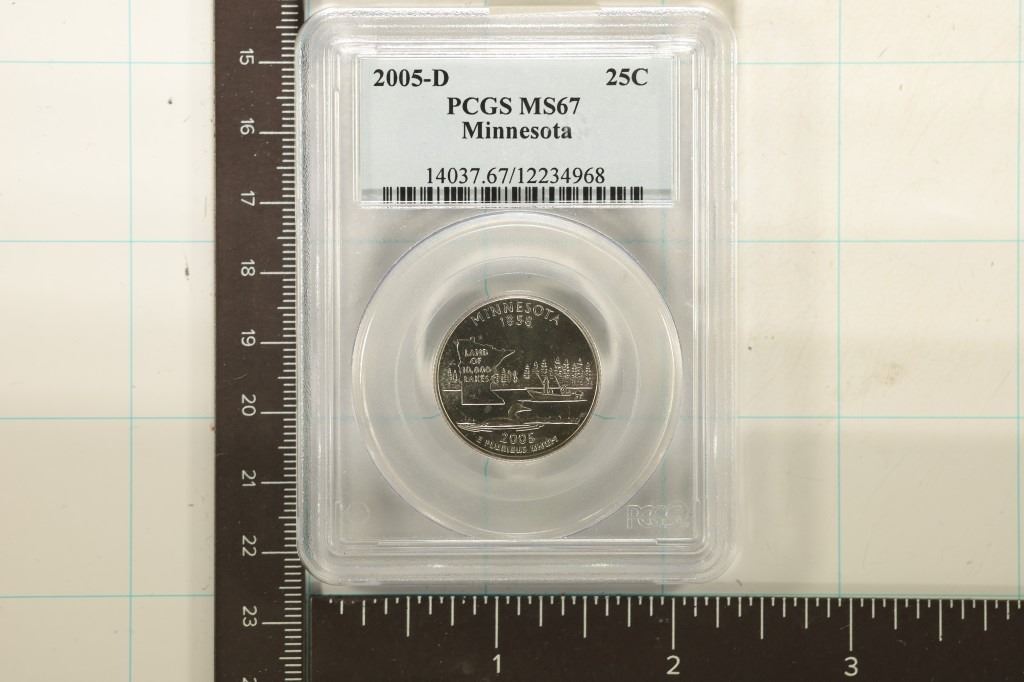 2005-D 25C
PCGS MS67
Minnesota
14037.67/12234968
MINNESOTA
1858
LAND
OF
10,000
LAKES
2005
E PLURIBUS UNUM
PCGS
15
16
17
18
19
20
21
22
23
1 2 3